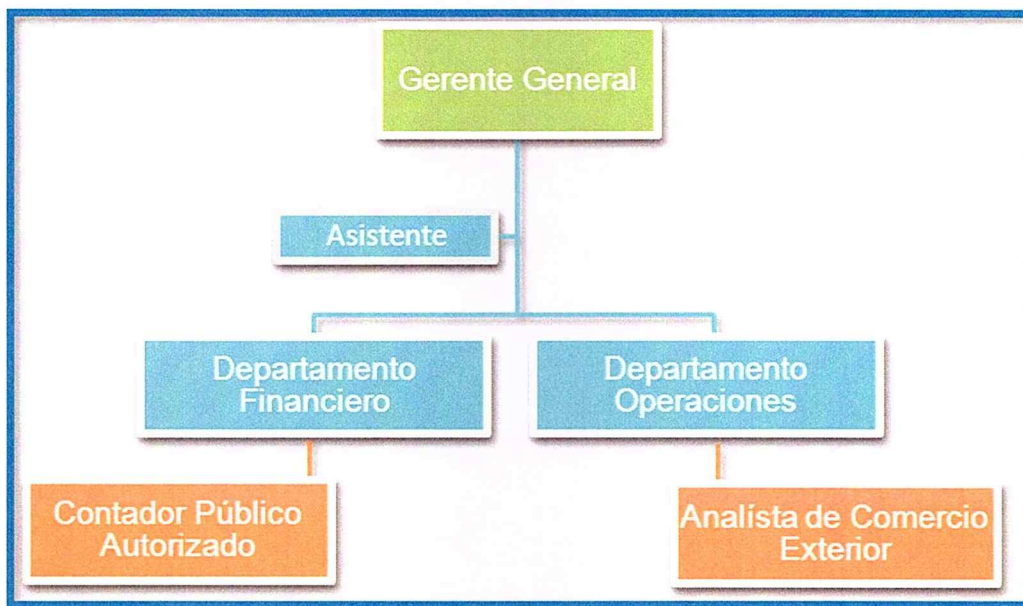 Gerente General
Asistente
Departamento
Financiero
Departamento
Operaciones
Contador Público
Autorizado
Analísta de Comercio
Exterior